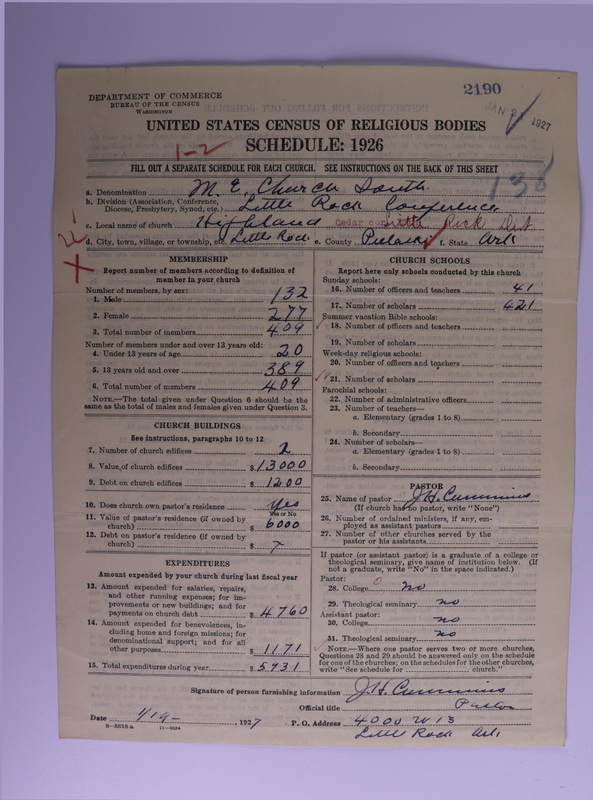 2190
DEPARTMENT OF COMMERCE
BUREAU OF THE CENSUS
WASHINGTON
JAN 1927
UNITED STATES CENSUS OF RELIGIOUS BODIES
1-2
SCHEDULE: 1926
FILL OUT A SEPARATE SCHEDULE FOR EACH CHURCH. SEE INSTRUCTIONS ON THE BACK OF THIS SHEET
138
a. Denomination M. E. Church South
b. Division (Association, Conference, Diocese, Presbytery, Synod, etc.) Little Rock Conference
c. Local name of church Highland Little Rock Dist.
d. City, town, village, or township, etc. Little Rock e. County Pulaski f. State Ark
X
MEMBERSHIP
Report number of members according to definition of member in your church
Number of members, by sex:
1. Male 132
2. Female 277
3. Total number of members 409
Number of members under and over 13 years old:
4. Under 13 years of age 20
5. 13 years old and over 389
6. Total number of members 409
NOTE.—The total given under Question 6 should be the same as the total of males and females given under Question 3.
CHURCH BUILDINGS
See instructions, paragraphs 10 to 12
7. Number of church edifices 2
8. Value of church edifices $ 13000
9. Debt on church edifices $ 1200
10. Does church own pastor's residence yes
Yes or No
11. Value of pastor's residence (if owned by church) $ 6000
12. Debt on pastor's residence (if owned by church) $
EXPENDITURES
Amount expended by your church during last fiscal year
13. Amount expended for salaries, repairs, and other running expenses; for improvements or new buildings; and for payments on church debt $ 4760
14. Amount expended for benevolences, including home and foreign missions; for denominational support; and for all other purposes $ 1171
15. Total expenditures during year $ 5931
CHURCH SCHOOLS
Report here only schools conducted by this church
Sunday schools:
16. Number of officers and teachers 41
17. Number of scholars 421
Summer vacation Bible schools:
18. Number of officers and teachers
19. Number of scholars
Week-day religious schools:
20. Number of officers and teachers
21. Number of scholars
Parochial schools:
22. Number of administrative officers
23. Number of teachers—
a. Elementary (grades 1 to 8)
b. Secondary
24. Number of scholars—
a. Elementary (grades 1 to 8)
b. Secondary
PASTOR
25. Name of pastor J. H. Cummins
(If church has no pastor, write "None")
26. Number of ordained ministers, if any, employed as assistant pastors
27. Number of other churches served by the pastor or his assistants
If pastor (or assistant pastor) is a graduate of a college or theological seminary, give name of institution below. (If not a graduate, write "No" in the space indicated.)
Pastor:
28. College no
29. Theological seminary no
Assistant pastor:
30. College no
31. Theological seminary no
NOTE.—Where one pastor serves two or more churches, Questions 28 and 29 should be answered only on the schedule for one of the churches; on the schedules for the other churches, write "See schedule for church."
Signature of person furnishing information J. H. Cummins
Official title Pastor
Date 1/19-, 1927 P. O. Address 4000 W 13
Little Rock Ark.
8-5818 a 11-9024